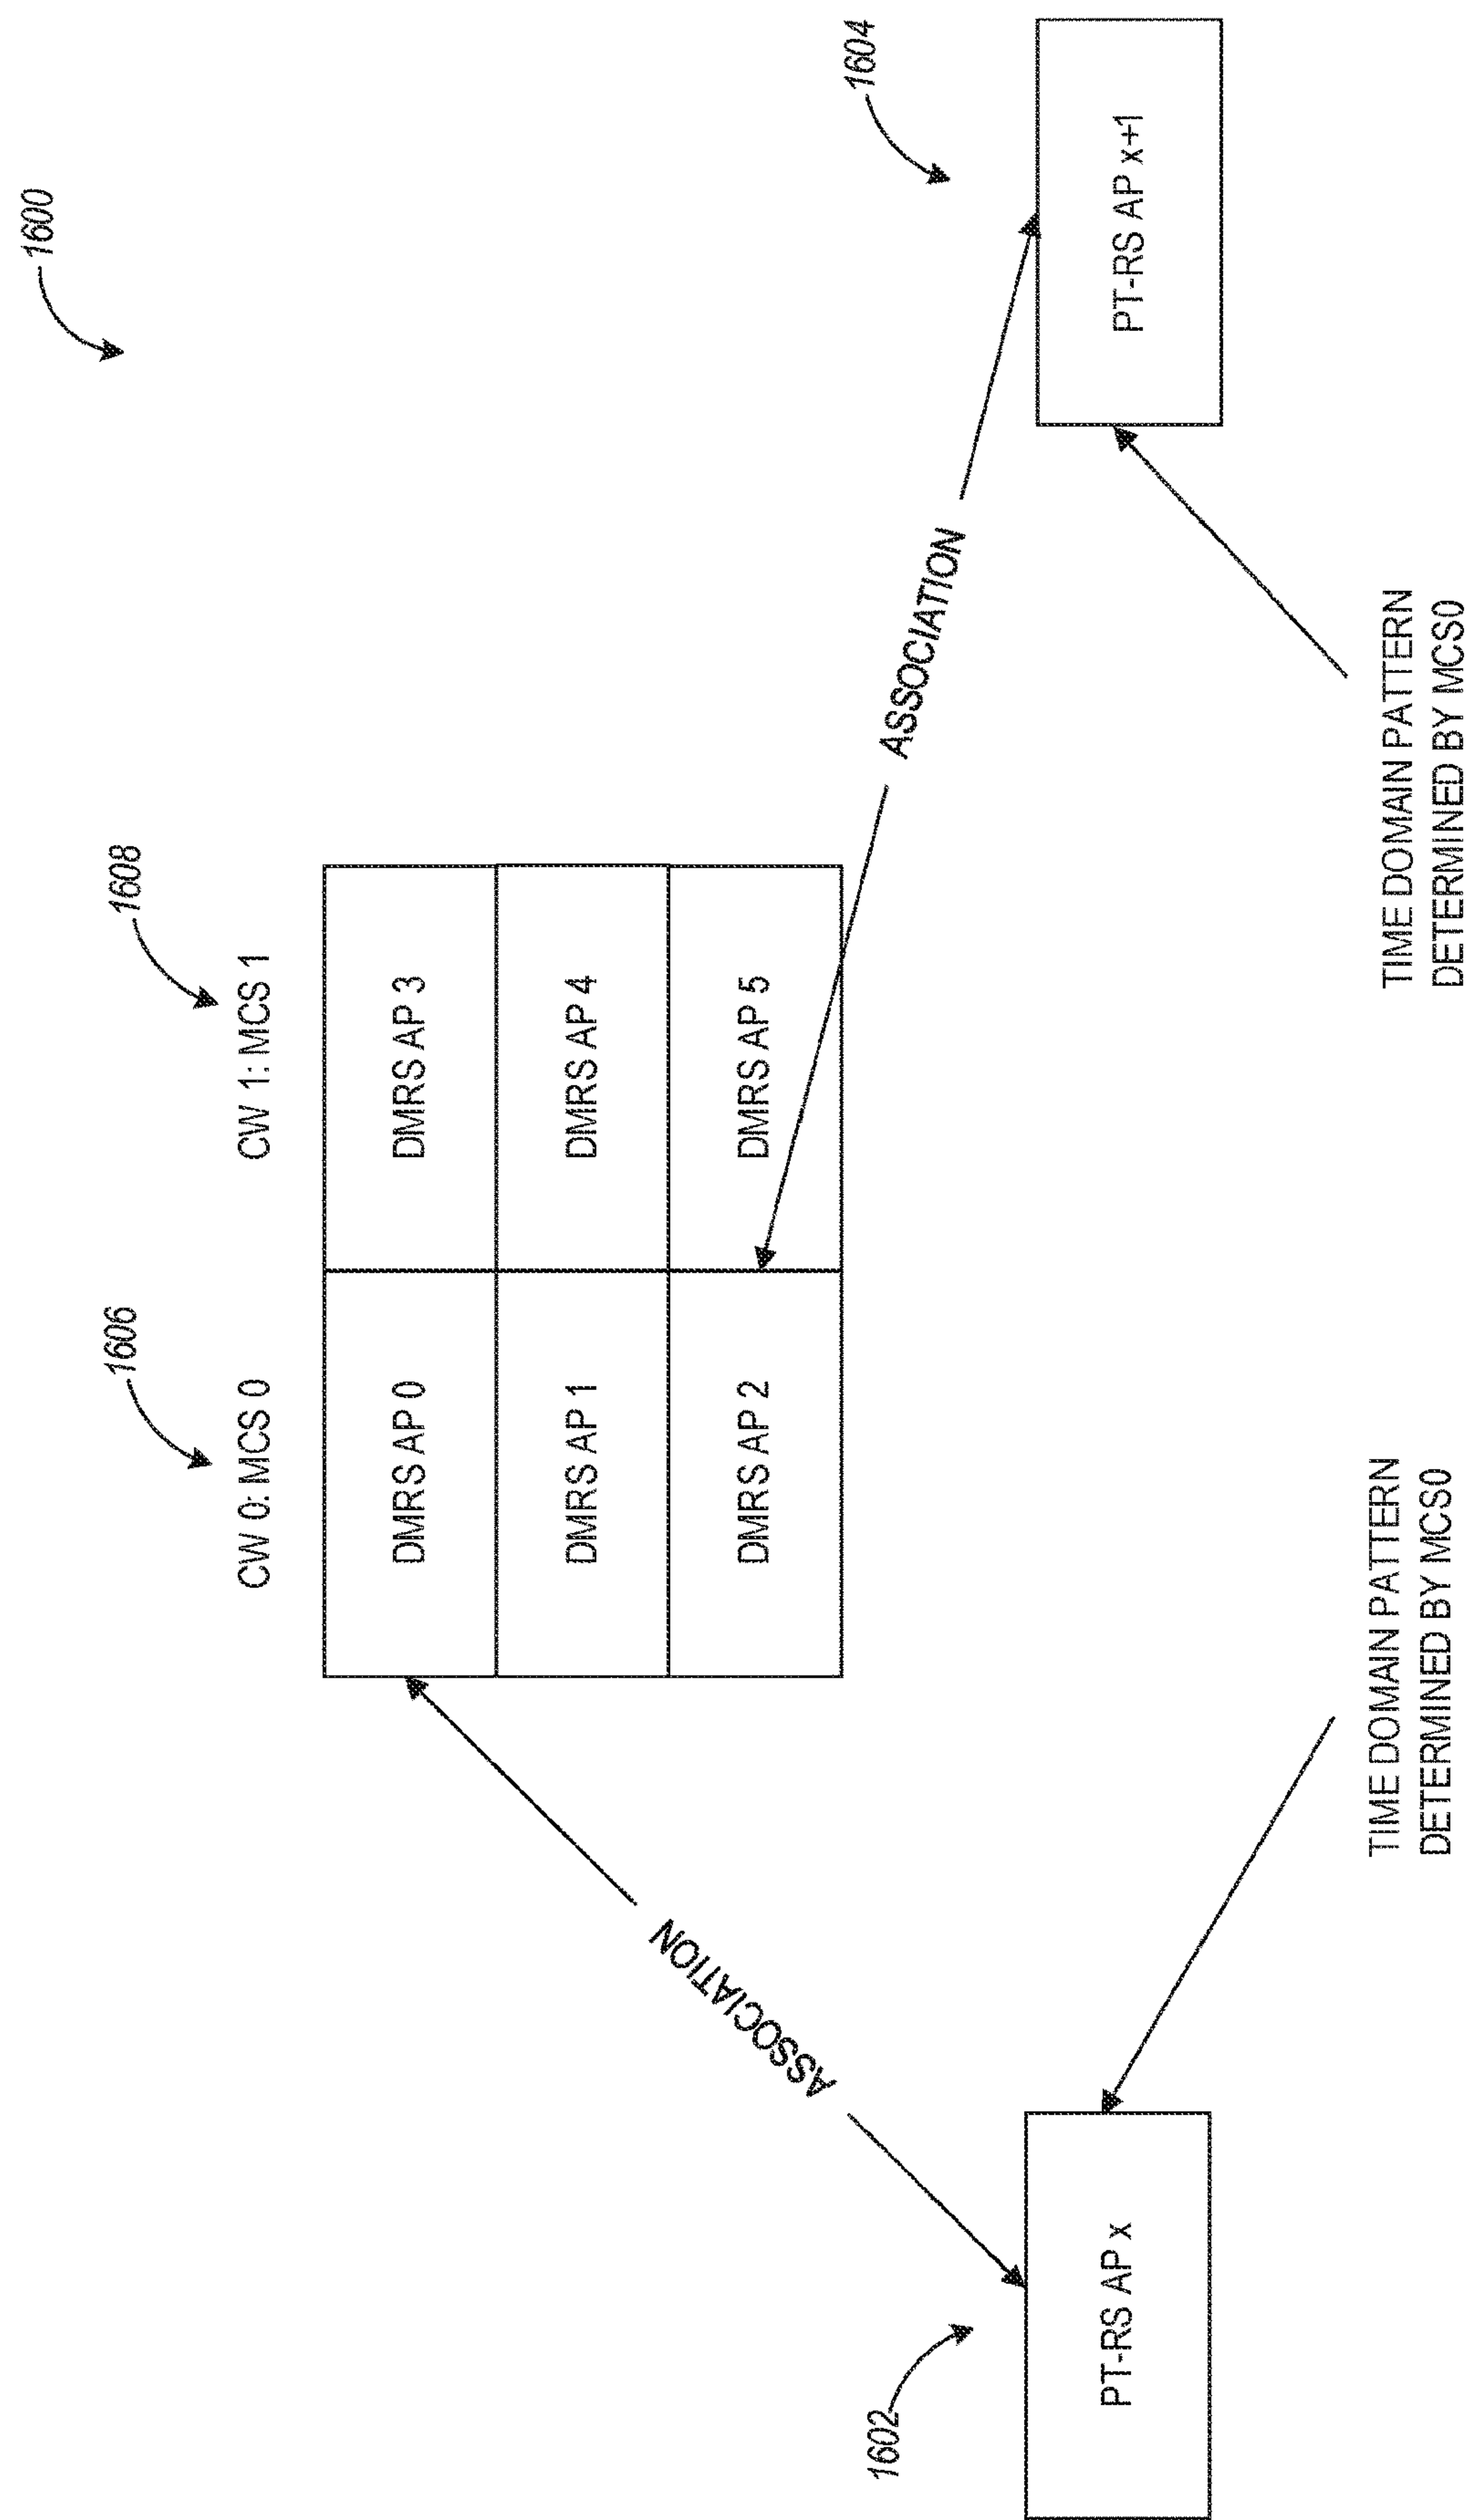 1600
1606
1608
CW 0: MCS 0
CW 1: MCS 1
DMRS AP 0
DMRS AP 3
DMRS AP 1
DMRS AP 4
DMRS AP 2
DMRS AP 5
ASSOCIATION
ASSOCIATION
1602
1604
PT-RS AP x
PT-RS AP x+1
TIME DOMAIN PATTERN
DETERMINED BY MCS0
TIME DOMAIN PATTERN
DETERMINED BY MCS0